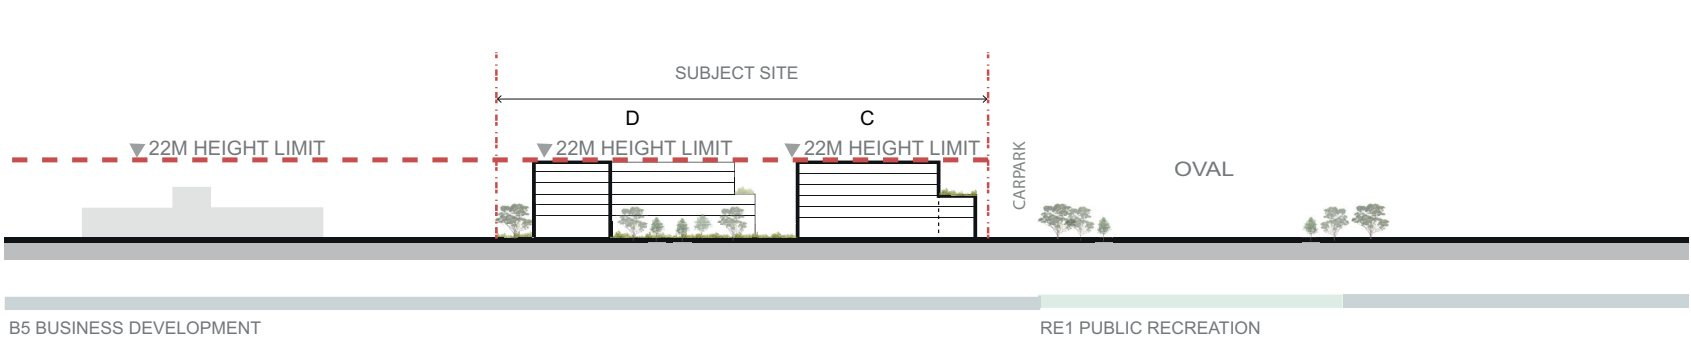 SUBJECT SITE
D
C
22M HEIGHT LIMIT
22M HEIGHT LIMIT
22M HEIGHT LIMIT
CARPARK
OVAL
B5 BUSINESS DEVELOPMENT
RE1 PUBLIC RECREATION